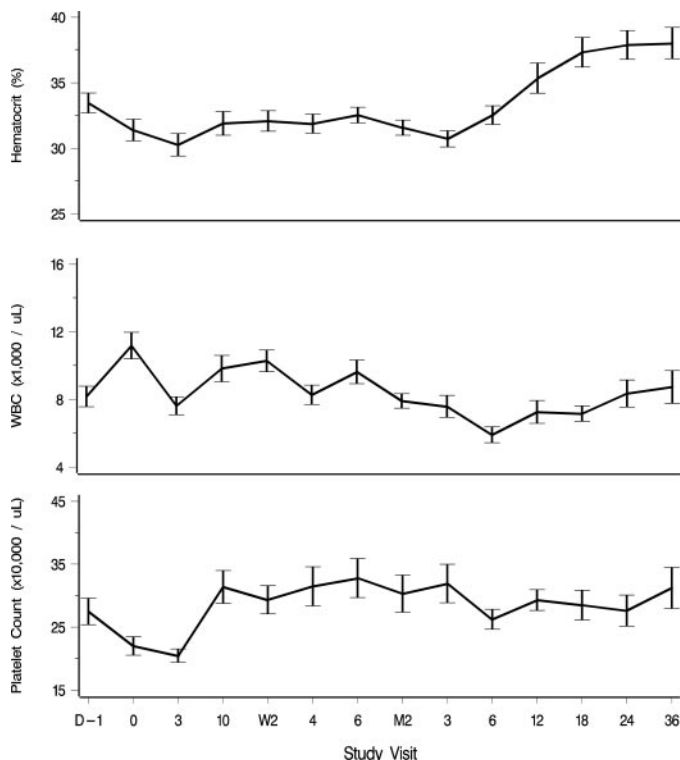 Hematocrit (%)
40
35
30
25
WBC (x1,000 / uL)
16
12
8
4
Platelet Count (x10,000 / uL)
45
35
25
15
D-1 0 3 10 W2 4 6 M2 3 6 12 18 24 36
Study Visit